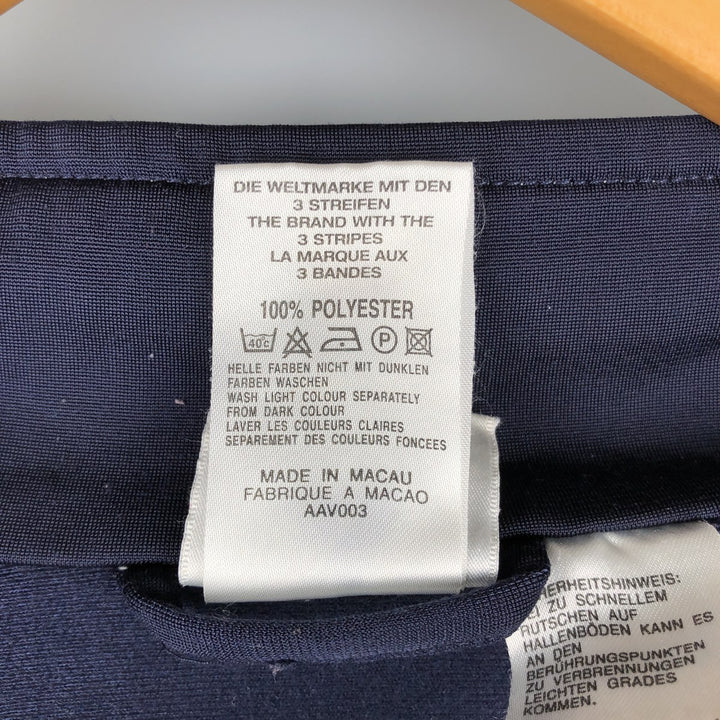 DIE WELTMARKE MIT DEN
3 STREIFEN
THE BRAND WITH THE
3 STRIPES
LA MARQUE AUX
3 BANDES
100% POLYESTER
40c P
HELLE FARBEN NICHT MIT DUNKLEN
FARBEN WASCHEN
WASH LIGHT COLOUR SEPARATELY
FROM DARK COLOUR
LAVER LES COULEURS CLAIRES
SEPAREMENT DES COULEURS FONCEES
MADE IN MACAU
FABRIQUE A MACAO
AAV003
ERHEITSHINWEIS:
EI ZU SCHNELLEM
RUTSCHEN AUF
HALLENBÖDEN KANN ES
AN DEN
BERÜHRUNGSPUNKTEN
ZU VERBRENNUNGEN
LEICHTEN GRADES
KOMMEN.